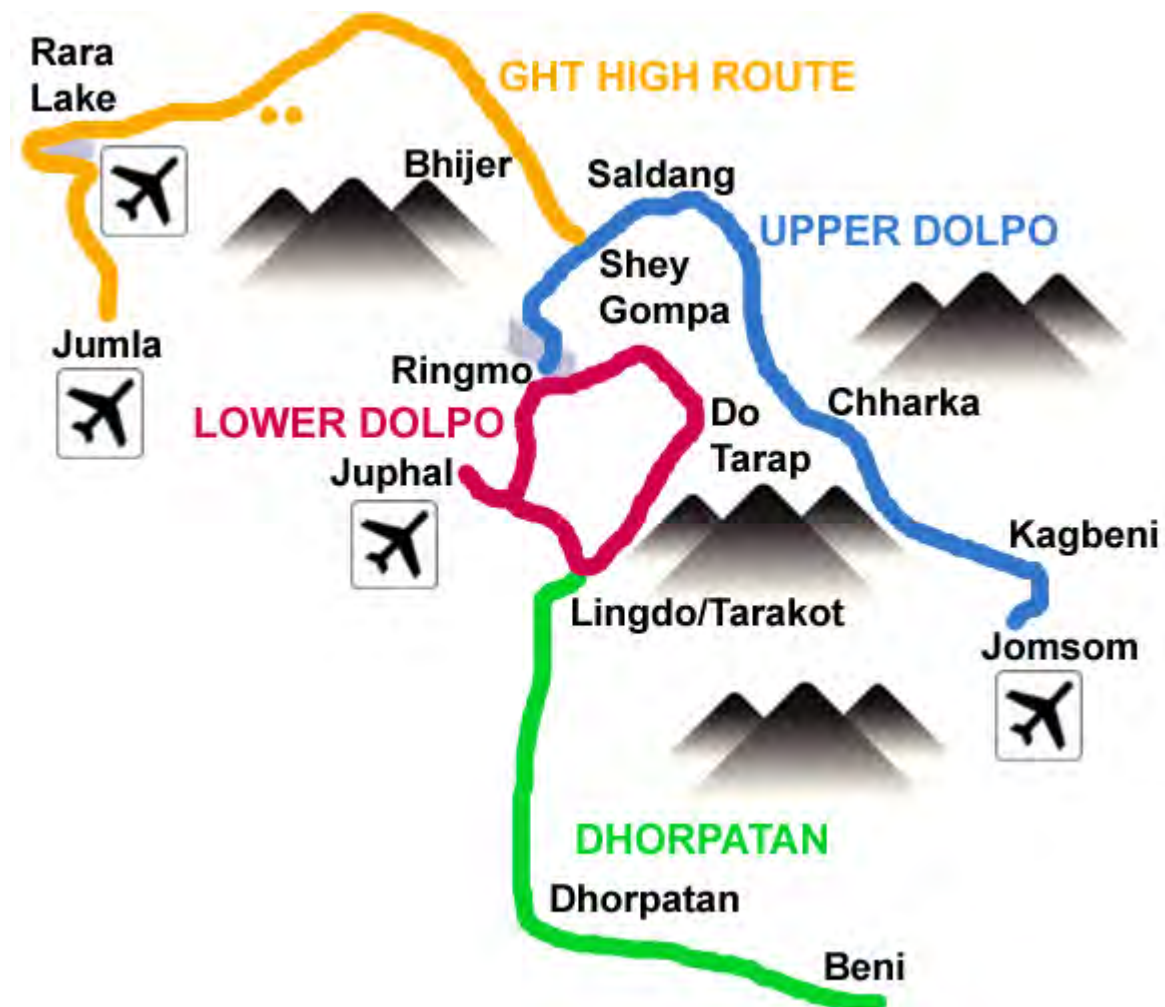 Rara
Lake
GHT HIGH ROUTE
Bhijer
Saldang
UPPER DOLPO
Shey
Gompa
Jumla
Ringmo
LOWER DOLPO
Do
Tarap
Chharka
Juphal
Kagbeni
Lingdo/Tarakot
Jomsom
DHORPATAN
Dhorpatan
Beni